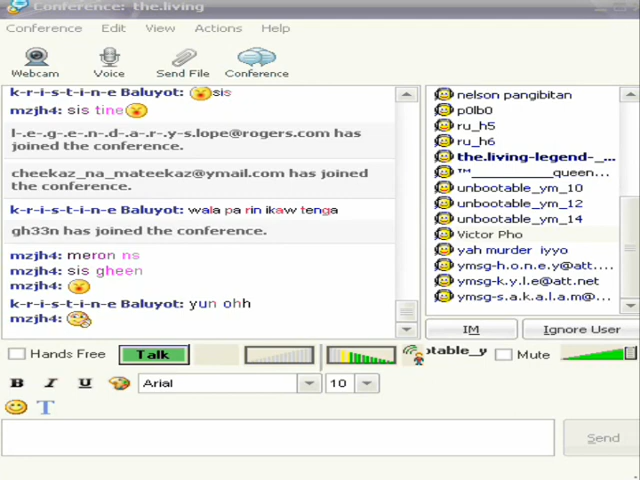 Conference: the.living
Conference Edit View Actions Help
Webcam Voice Send File Conference
k-r-i-s-t-i-n-e Baluyot: sis
mzjh4: sis tine
l-.e-.g-.e-.n-.d-.a-.r-.y-s.lope@rogers.com has
joined the conference.
cheekaz_na_mateekaz@ymail.com has joined
the conference.
k-r-i-s-t-i-n-e Baluyot: wala pa rin ikaw tenga
gh33n has joined the conference.
mzjh4: meron ns
mzjh4: sis gheen
mzjh4:
k-r-i-s-t-i-n-e Baluyot: yun ohh
mzjh4:
nelson pangibitan
p0lb0
ru_h5
ru_h6
the.living-legend-_...
™__________queen...
unbootable_ym_10
unbootable_ym_12
unbootable_ym_14
Victor Pho
yah murder iyyo
ymsg-h.o.n.e.y@att....
ymsg-k.y.l.e@att.net
ymsg-s.a.k.a.l.a.m@...
IM Ignore User
Hands Free Talk otable_y Mute
B I U Arial 10
T
Send